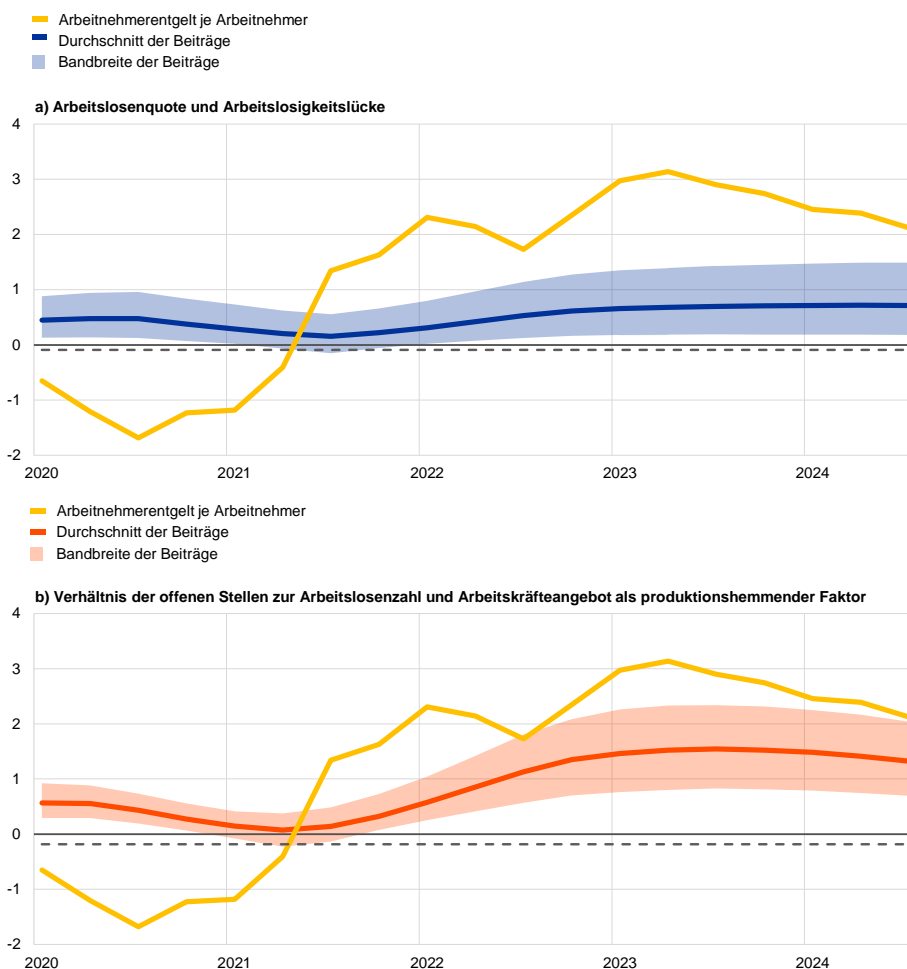 Arbeitnehmerentgelt je Arbeitnehmer
Durchschnitt der Beiträge
Bandbreite der Beiträge
a) Arbeitslosenquote und Arbeitslosigkeitslücke
4
3
2
1
0
-1
-2
2020 2021 2022 2023 2024
Arbeitnehmerentgelt je Arbeitnehmer
Durchschnitt der Beiträge
Bandbreite der Beiträge
b) Verhältnis der offenen Stellen zur Arbeitslosenzahl und Arbeitskräfteangebot als produktionshemmender Faktor
4
3
2
1
0
-1
-2
2020 2021 2022 2023 2024